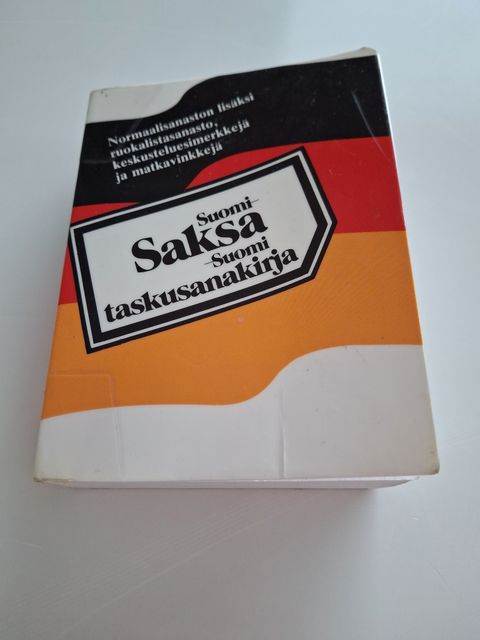 Normaalisanaston lisäksi
ruokalistasanasto,
keskusteluesimerkkejä
ja matkavinkkejä
Suomi-
Saksa
-Suomi
taskusanakirja